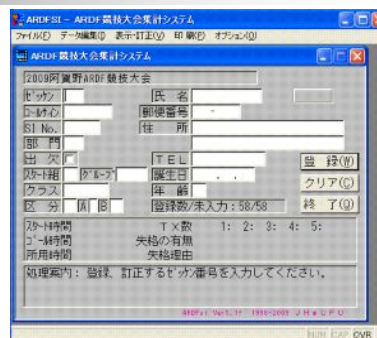 ARDFSI - ARDF競技大会集計システム
ファイル(F) データ編集(D) 表示・訂正(V) 印刷(P) オプション(O)
ARDF競技大会集計システム
2009阿賀野ARDF競技大会
ゼッケン 氏名
コールサイン 郵便番号 -
SI No. 住所
部門
出欠 TEL 登録(W)
スタート組 グループ 誕生日 . . クリア(C)
クラス 年齢
区分 A B 登録数/未入力:58/58 終了(Q)
スタート時間 TX数 1: 2: 3: 4: 5:
ゴール時間 失格の有無
所用時間 失格理由
処理案内: 登録、訂正するゼッケン番号を入力してください。
1998-2009
NUM CAP OVR